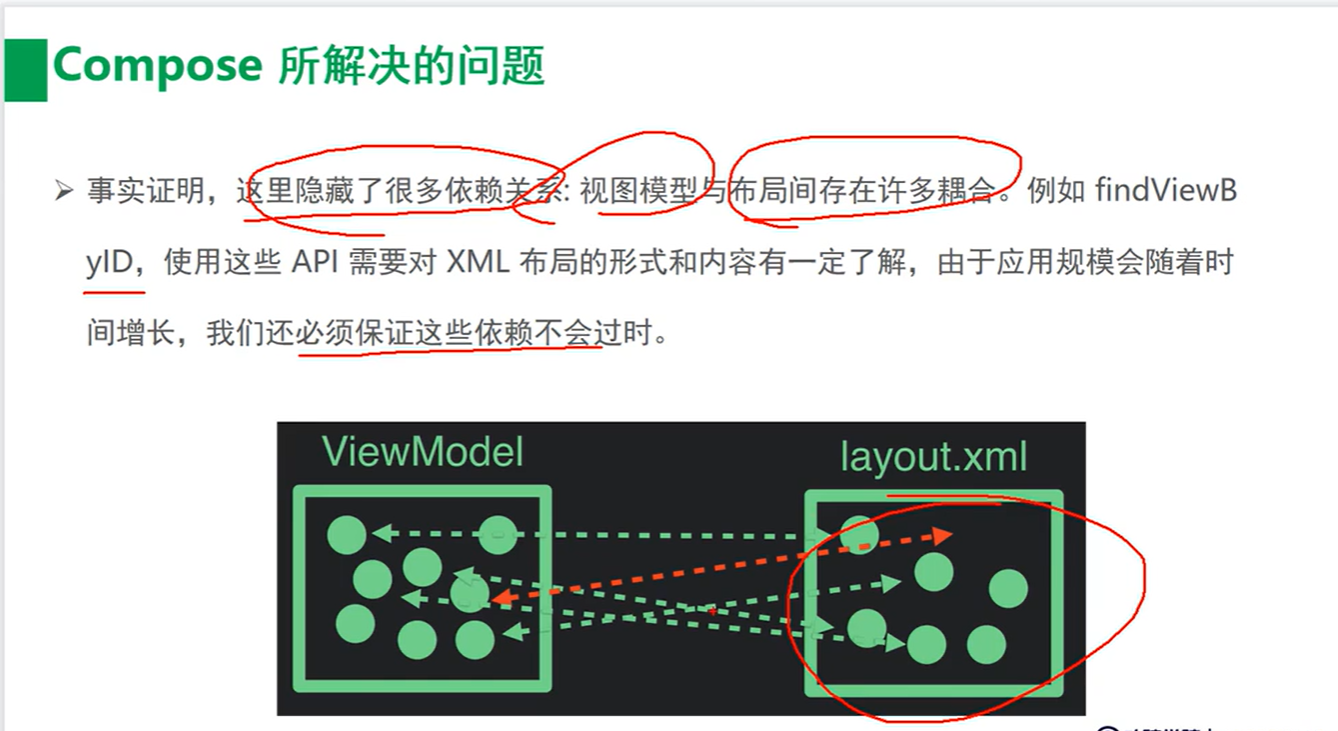 Compose 所解决的问题
事实证明，这里隐藏了很多依赖关系: 视图模型与布局间存在许多耦合。例如 findViewB
yID，使用这些 API 需要对 XML 布局的形式和内容有一定了解，由于应用规模会随着时
间增长，我们还必须保证这些依赖不会过时。
ViewModel
layout.xml